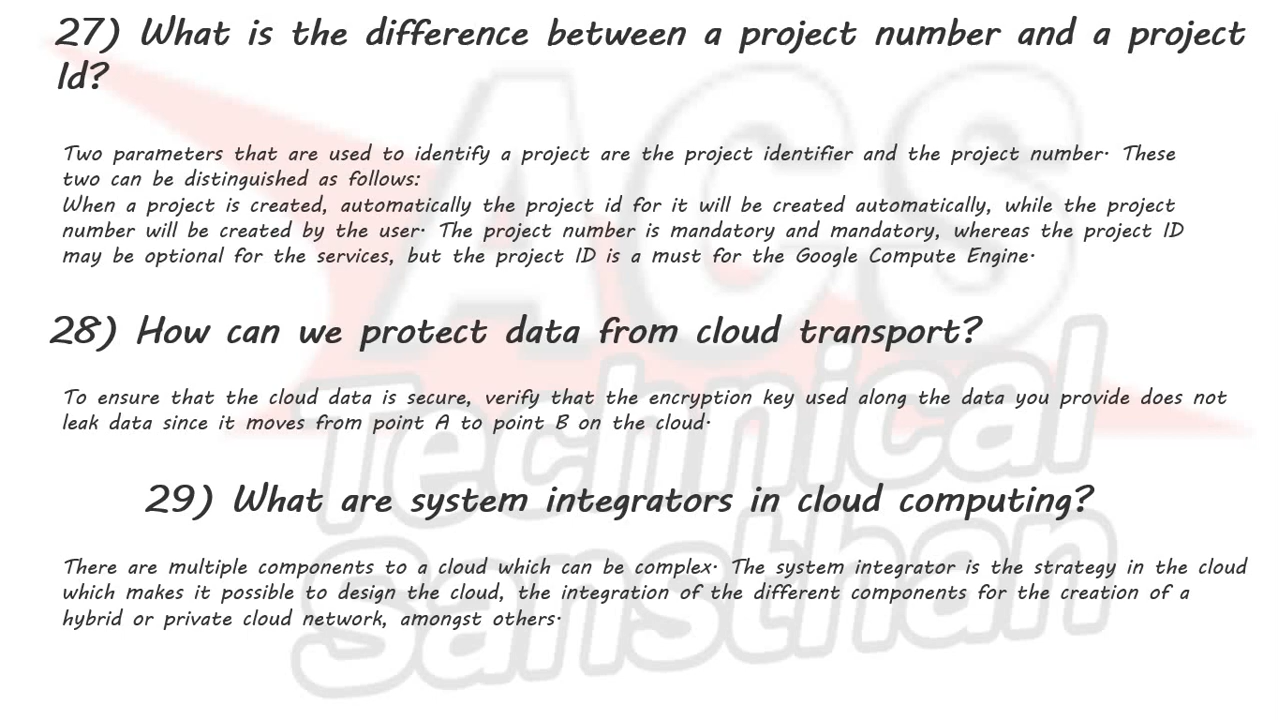 27) What is the difference between a project number and a project
Id?
Two parameters that are used to identify a project are the project identifier and the project number. These
two can be distinguished as follows:
When a project is created, automatically the project id for it will be created automatically, while the project
number will be created by the user. The project number is mandatory and mandatory, whereas the project ID
may be optional for the services, but the project ID is a must for the Google Compute Engine.
28) How can we protect data from cloud transport?
To ensure that the cloud data is secure, verify that the encryption key used along the data you provide does not
leak data since it moves from point A to point B on the cloud.
29) What are system integrators in cloud computing?
There are multiple components to a cloud which can be complex. The system integrator is the strategy in the cloud
which makes it possible to design the cloud, the integration of the different components for the creation of a
hybrid or private cloud network, amongst others.
ACS
Technical
Sansthan